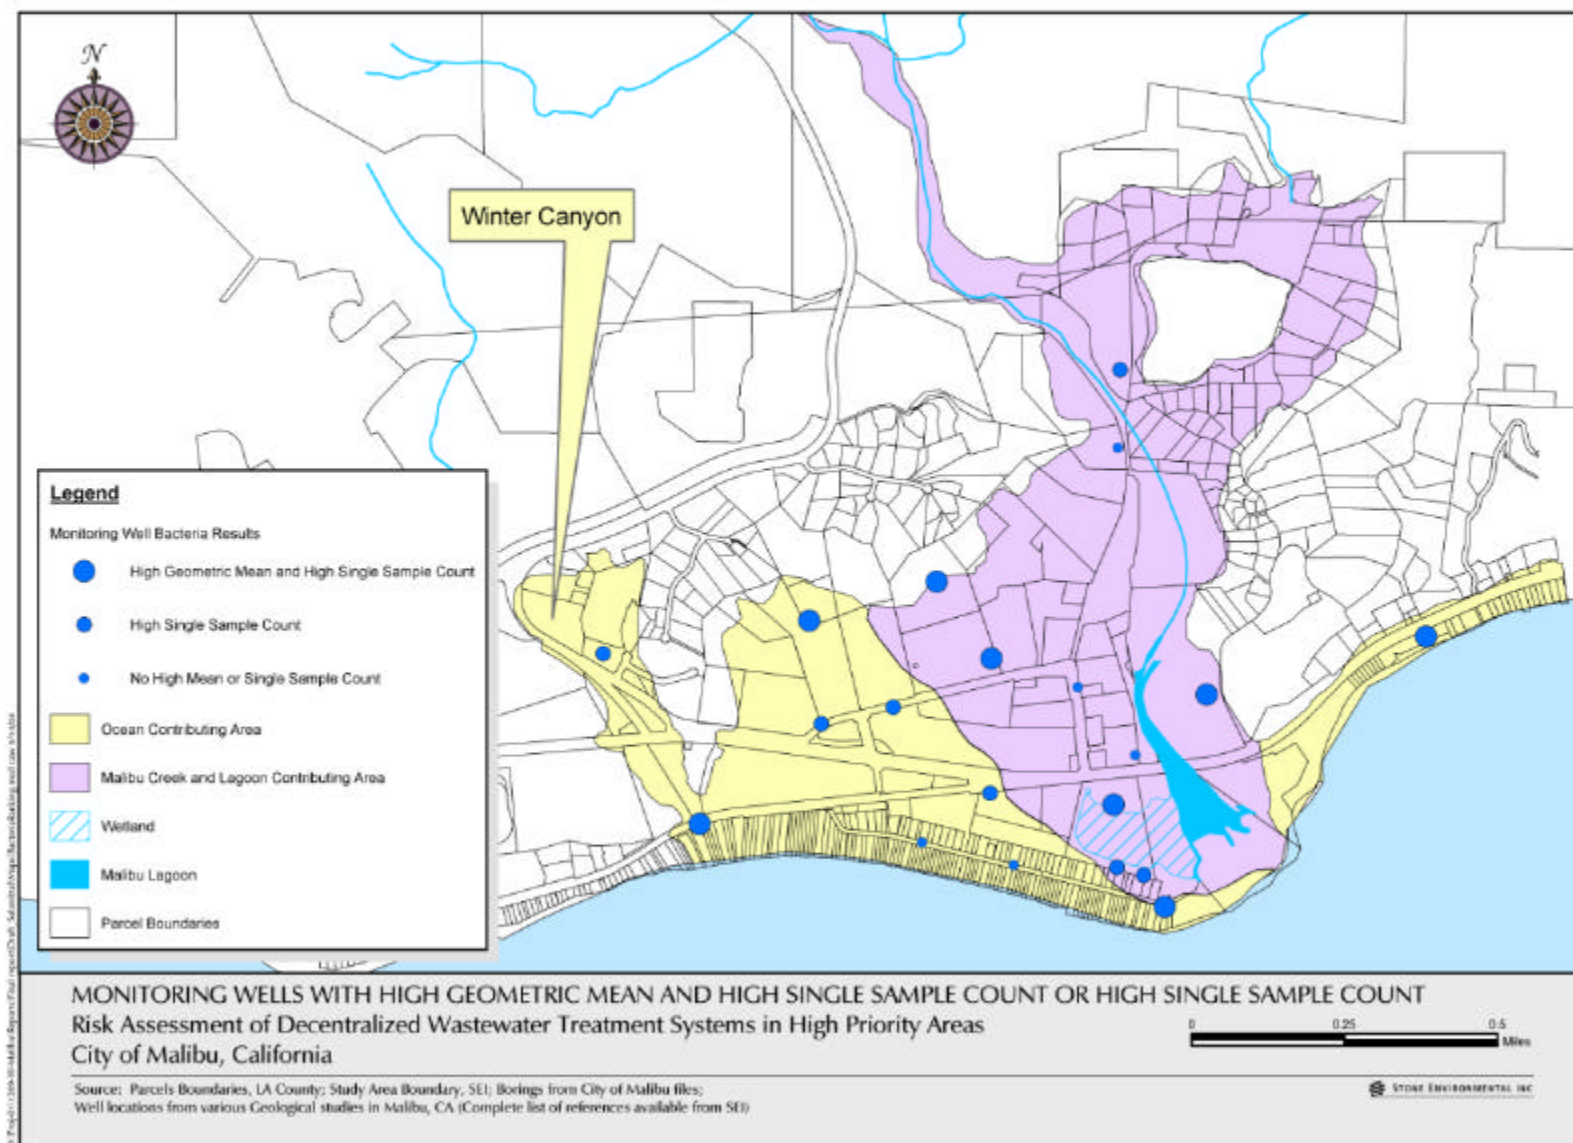 N
Winter Canyon
Legend
Monitoring Well Bacteria Results
High Geometric Mean and High Single Sample Count
High Single Sample Count
No High Mean or Single Sample Count
Ocean Contributing Area
Malibu Creek and Lagoon Contributing Area
Wetland
Malibu Lagoon
Parcel Boundaries
MONITORING WELLS WITH HIGH GEOMETRIC MEAN AND HIGH SINGLE SAMPLE COUNT OR HIGH SINGLE SAMPLE COUNT
Risk Assessment of Decentralized Wastewater Treatment Systems in High Priority Areas
City of Malibu, California
0 0.25 0.5
Miles
Source: Parcels Boundaries, LA County; Study Area Boundary, SEI; Borings from City of Malibu files;
Well locations from various Geological studies in Malibu, CA (Complete list of references available from SEI)
STONE ENVIRONMENTAL INC